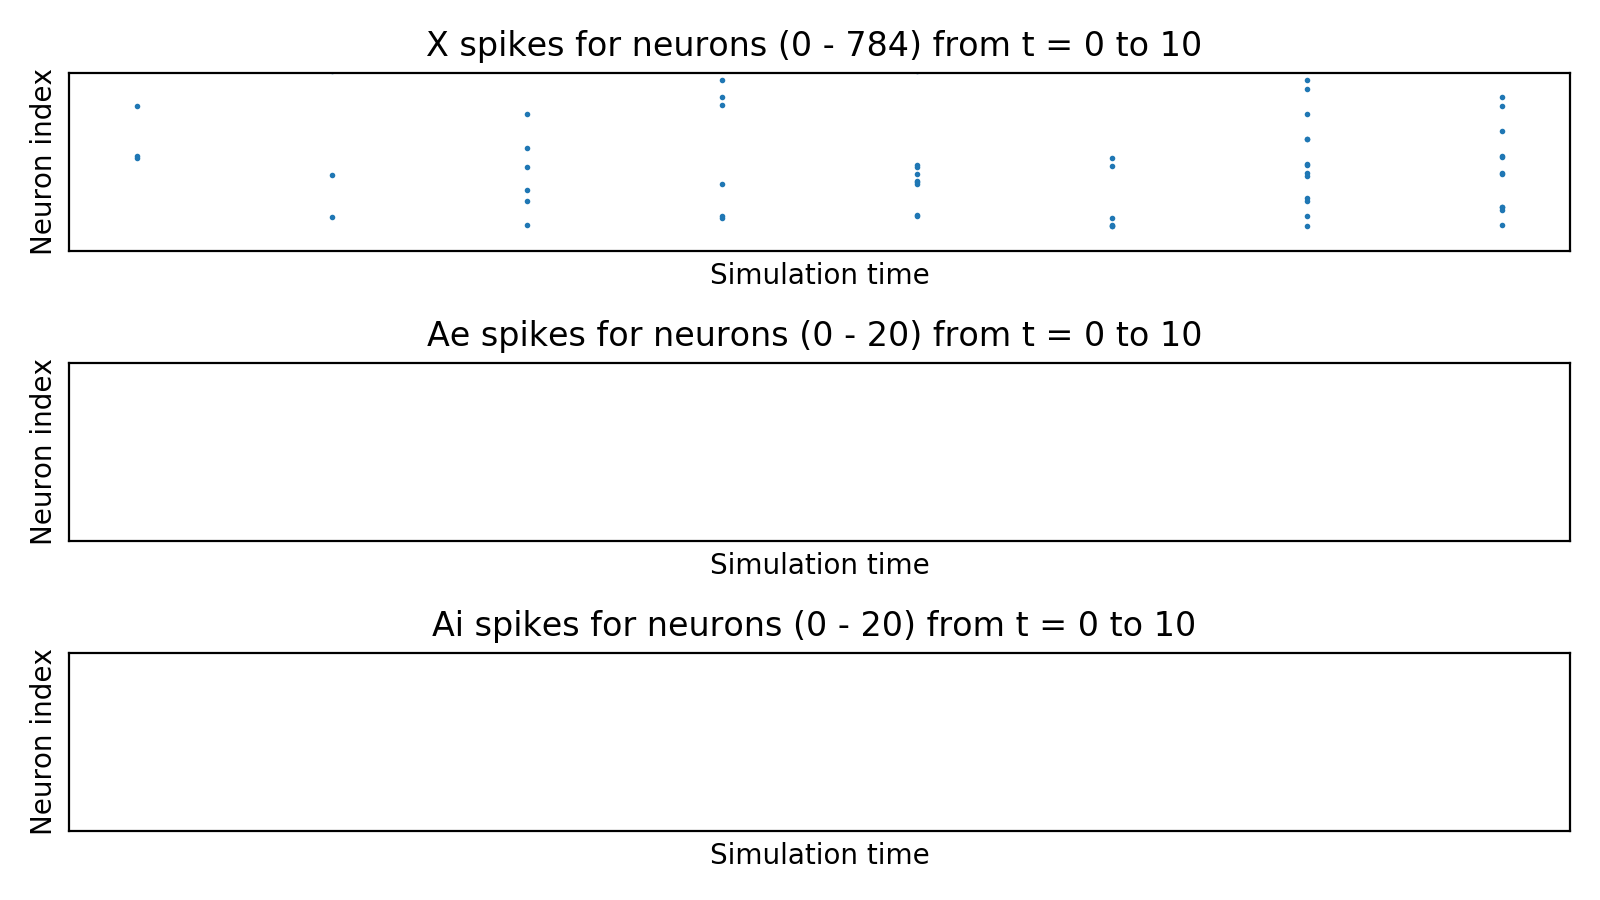 X spikes for neurons (0 - 784) from t = 0 to 10
Neuron index
Simulation time
Ae spikes for neurons (0 - 20) from t = 0 to 10
Neuron index
Simulation time
Ai spikes for neurons (0 - 20) from t = 0 to 10
Neuron index
Simulation time